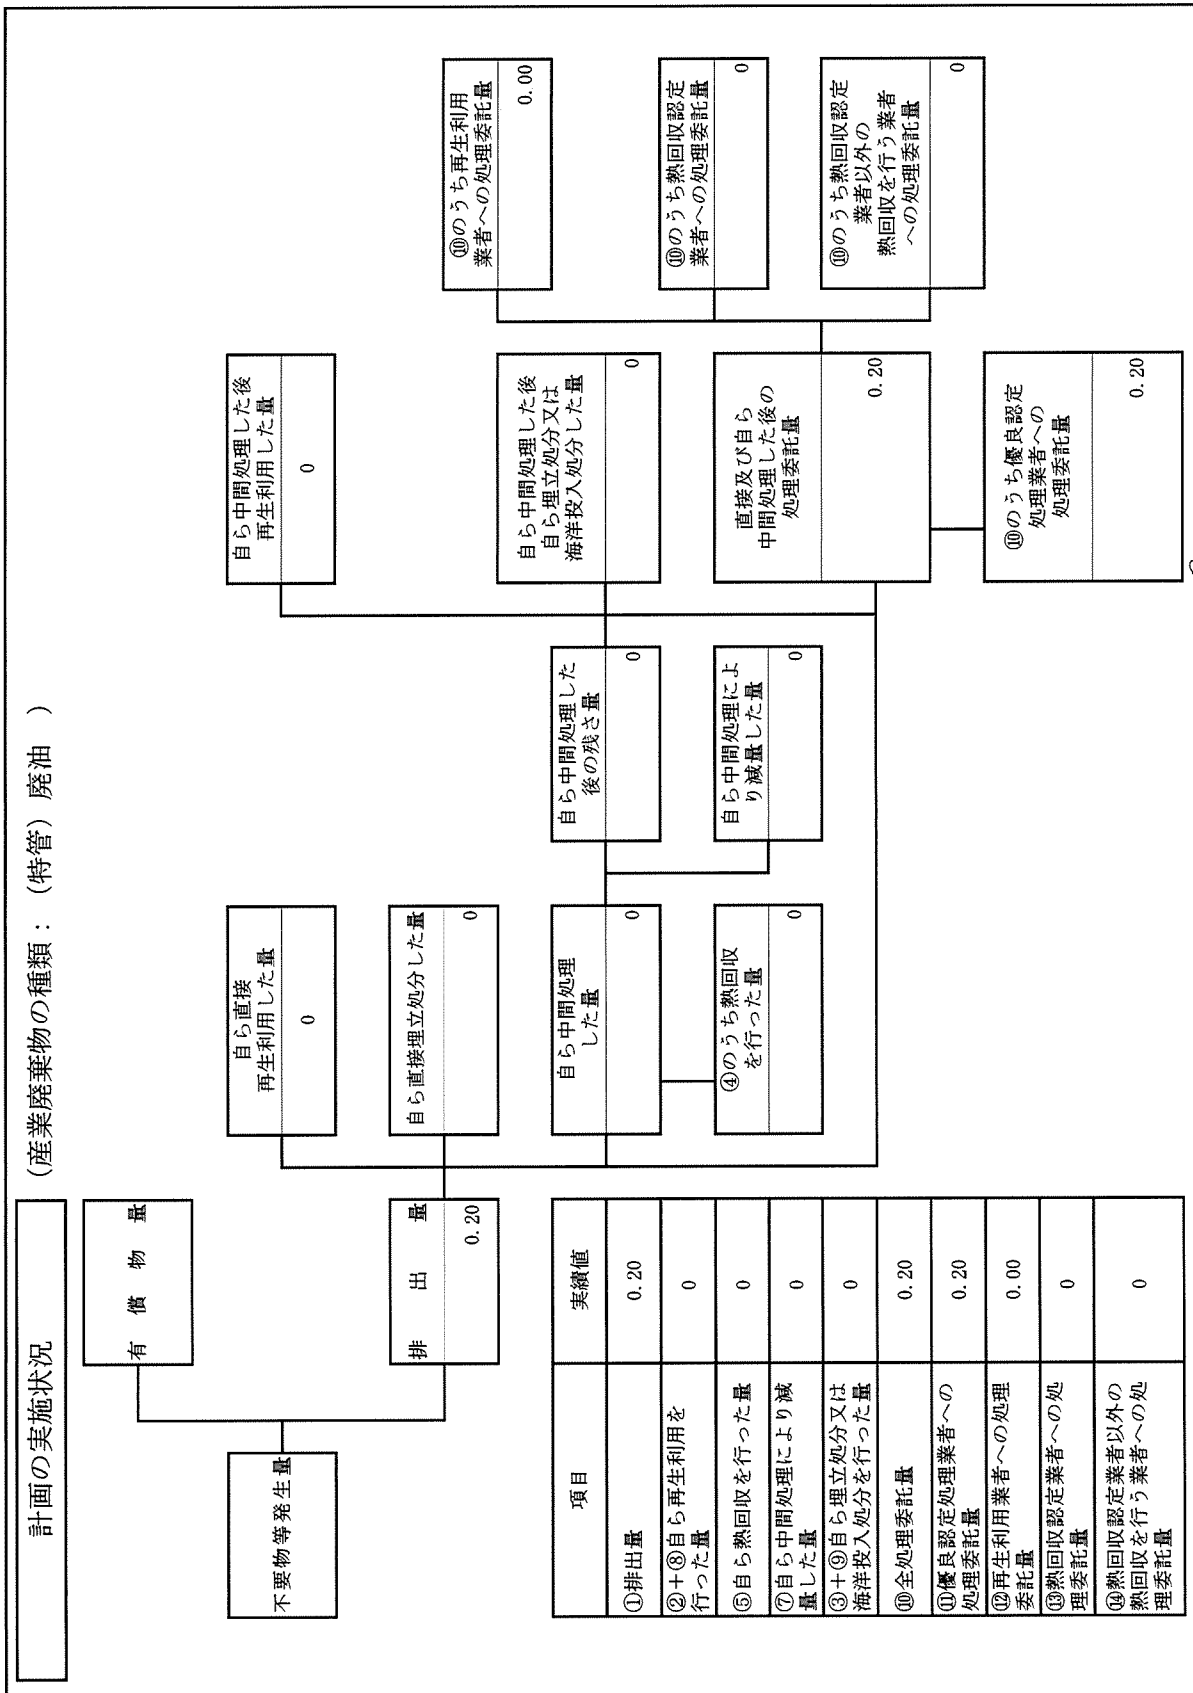 計画の実施状況
(産業廃棄物の種類：(特管) 廃油 )
不要物等発生量
有償物量
排出量
0.20
自ら直接
再生利用した量
0
自ら直接埋立処分した量
0
自ら中間処理
した量
0
④のうち熱回収
を行った量
0
自ら中間処理した
後の残さ量
0
自ら中間処理によ
り減量した量
0
自ら中間処理した後
再生利用した量
0
自ら中間処理した後
自ら埋立処分又は
海洋投入処分した量
0
直接及び自ら
中間処理した後の
処理委託量
0.20
⑩のうち優良認定
処理業者への
処理委託量
0.20
⑩のうち再生利用
業者への処理委託量
0.00
⑩のうち熱回収認定
業者への処理委託量
0
⑩のうち熱回収認定
業者以外の
熱回収を行う業者
への処理委託量
0
項目
実績値
①排出量
0.20
②＋⑧自ら再生利用を
行った量
0
⑤自ら熱回収を行った量
0
⑦自ら中間処理により減
量した量
0
③＋⑨自ら埋立処分又は
海洋投入処分を行った量
0
⑩全処理委託量
0.20
⑪優良認定処理業者への
処理委託量
0.20
⑫再生利用業者への処理
委託量
0.00
⑬熱回収認定業者への処
理委託量
0
⑭熱回収認定業者以外の
熱回収を行う業者への処
理委託量
0